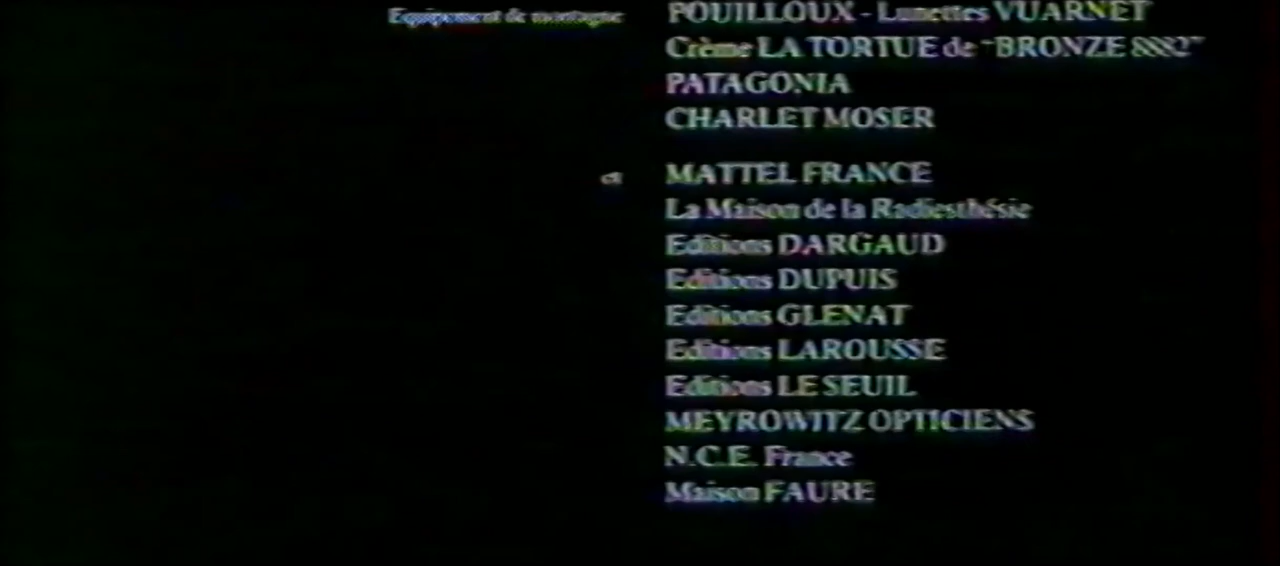 Equipement de montagne POUILLOUX - Lunettes VUARNET
Crème LA TORTUE de "BRONZE 8882"
PATAGONIA
CHARLET MOSER
et MATTEL FRANCE
La Maison de la Radiesthésie
Editions DARGAUD
Editions DUPUIS
Editions GLENAT
Editions LAROUSSE
Editions LE SEUIL
MEYROWITZ OPTICIENS
N.C.E. France
Maison FAURE